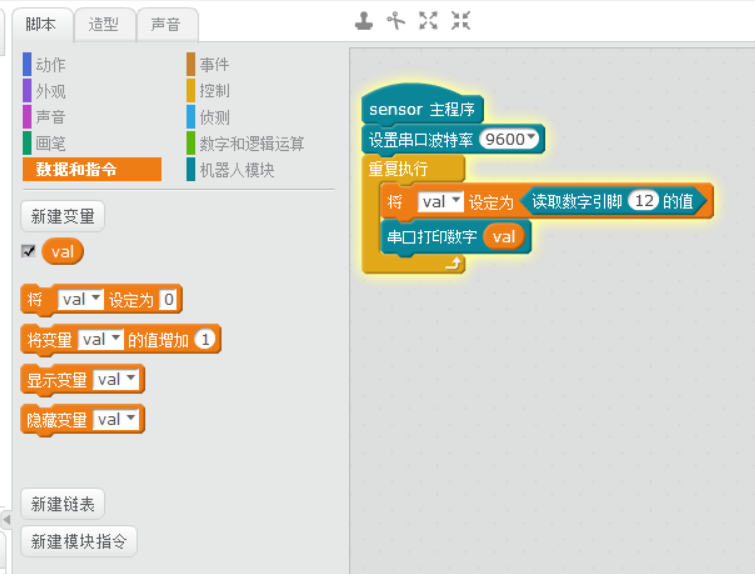 脚本 造型 声音
动作 事件
外观 控制
声音 侦测
画笔 数字和逻辑运算
数据和指令 机器人模块
新建变量
val
将 val 设定为 0
将变量 val 的值增加 1
显示变量 val
隐藏变量 val
新建链表
新建模块指令
sensor 主程序
设置串口波特率 9600
重复执行
将 val 设定为 读取数字引脚 12 的值
串口打印数字 val